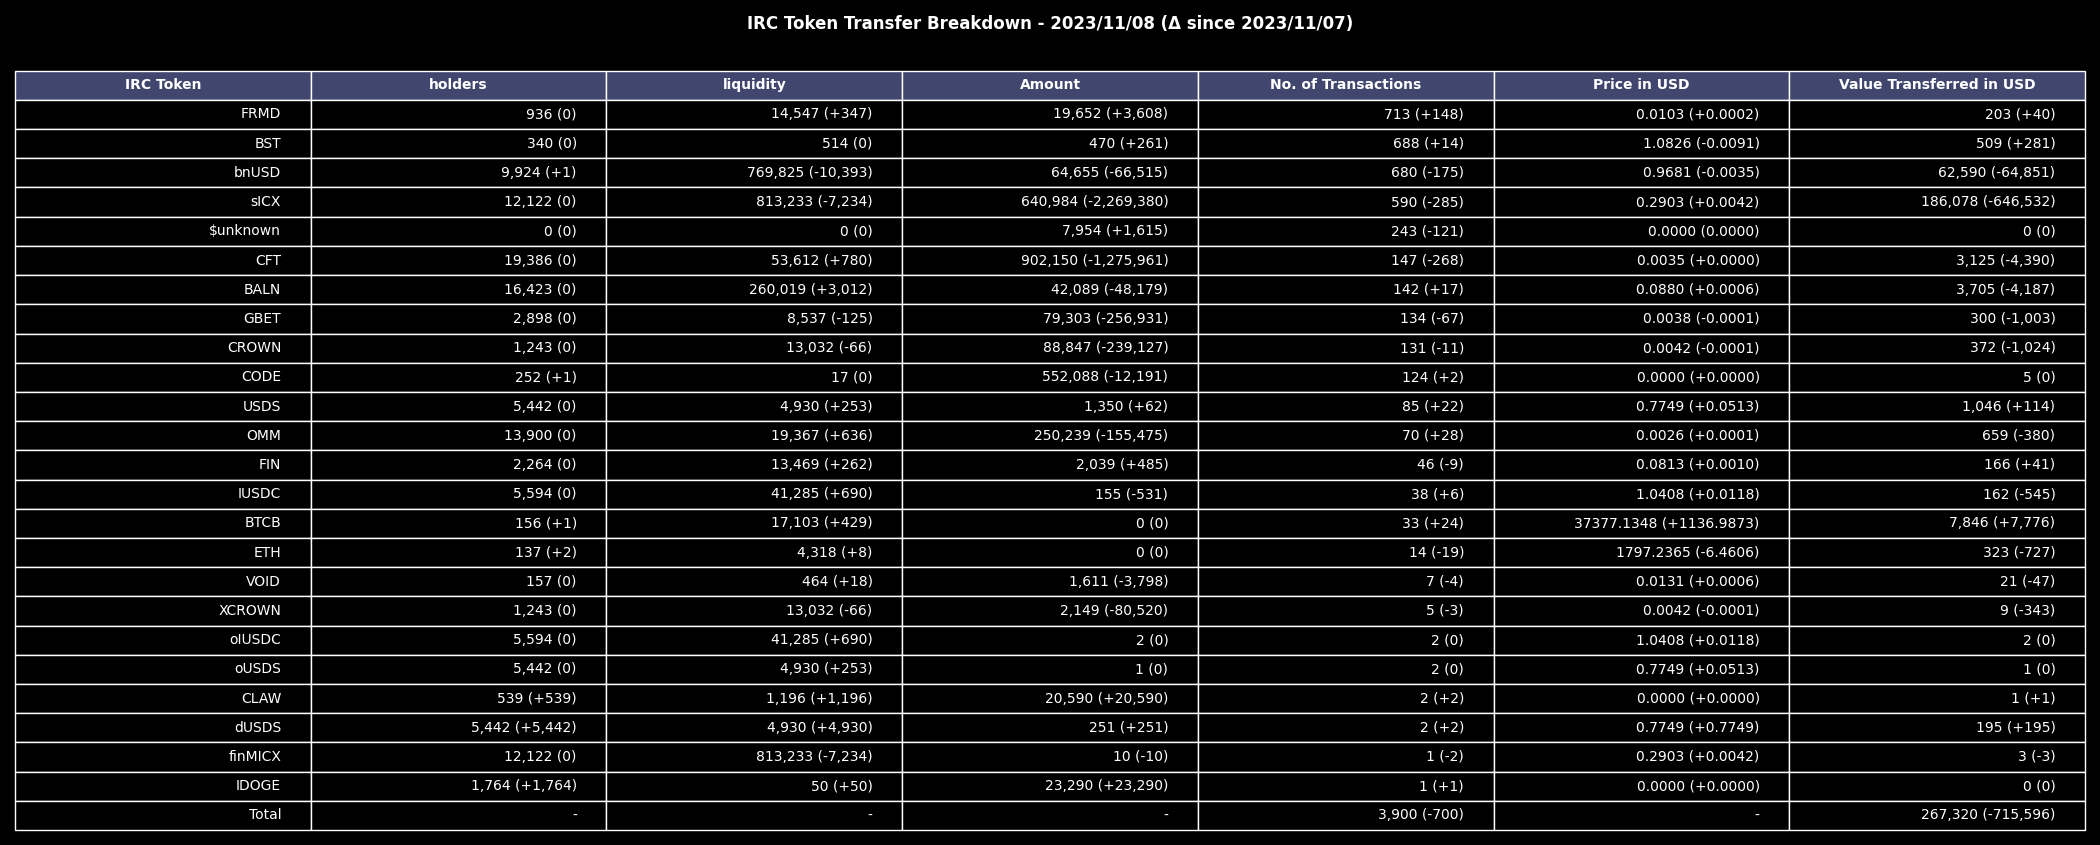 IRC Token Transfer Breakdown - 2023/11/08 (Δ since 2023/11/07)
IRC Token holders liquidity Amount No. of Transactions Price in USD Value Transferred in USD
FRMD 936 (0) 14,547 (+347) 19,652 (+3,608) 713 (+148) 0.0103 (+0.0002) 203 (+40)
BST 340 (0) 514 (0) 470 (+261) 688 (+14) 1.0826 (-0.0091) 509 (+281)
bnUSD 9,924 (+1) 769,825 (-10,393) 64,655 (-66,515) 680 (-175) 0.9681 (-0.0035) 62,590 (-64,851)
sICX 12,122 (0) 813,233 (-7,234) 640,984 (-2,269,380) 590 (-285) 0.2903 (+0.0042) 186,078 (-646,532)
$unknown 0 (0) 0 (0) 7,954 (+1,615) 243 (-121) 0.0000 (0.0000) 0 (0)
CFT 19,386 (0) 53,612 (+780) 902,150 (-1,275,961) 147 (-268) 0.0035 (+0.0000) 3,125 (-4,390)
BALN 16,423 (0) 260,019 (+3,012) 42,089 (-48,179) 142 (+17) 0.0880 (+0.0006) 3,705 (-4,187)
GBET 2,898 (0) 8,537 (-125) 79,303 (-256,931) 134 (-67) 0.0038 (-0.0001) 300 (-1,003)
CROWN 1,243 (0) 13,032 (-66) 88,847 (-239,127) 131 (-11) 0.0042 (-0.0001) 372 (-1,024)
CODE 252 (+1) 17 (0) 552,088 (-12,191) 124 (+2) 0.0000 (+0.0000) 5 (0)
USDS 5,442 (0) 4,930 (+253) 1,350 (+62) 85 (+22) 0.7749 (+0.0513) 1,046 (+114)
OMM 13,900 (0) 19,367 (+636) 250,239 (-155,475) 70 (+28) 0.0026 (+0.0001) 659 (-380)
FIN 2,264 (0) 13,469 (+262) 2,039 (+485) 46 (-9) 0.0813 (+0.0010) 166 (+41)
IUSDC 5,594 (0) 41,285 (+690) 155 (-531) 38 (+6) 1.0408 (+0.0118) 162 (-545)
BTCB 156 (+1) 17,103 (+429) 0 (0) 33 (+24) 37377.1348 (+1136.9873) 7,846 (+7,776)
ETH 137 (+2) 4,318 (+8) 0 (0) 14 (-19) 1797.2365 (-6.4606) 323 (-727)
VOID 157 (0) 464 (+18) 1,611 (-3,798) 7 (-4) 0.0131 (+0.0006) 21 (-47)
XCROWN 1,243 (0) 13,032 (-66) 2,149 (-80,520) 5 (-3) 0.0042 (-0.0001) 9 (-343)
oIUSDC 5,594 (0) 41,285 (+690) 2 (0) 2 (0) 1.0408 (+0.0118) 2 (0)
oUSDS 5,442 (0) 4,930 (+253) 1 (0) 2 (0) 0.7749 (+0.0513) 1 (0)
CLAW 539 (+539) 1,196 (+1,196) 20,590 (+20,590) 2 (+2) 0.0000 (+0.0000) 1 (+1)
dUSDS 5,442 (+5,442) 4,930 (+4,930) 251 (+251) 2 (+2) 0.7749 (+0.7749) 195 (+195)
finMICX 12,122 (0) 813,233 (-7,234) 10 (-10) 1 (-2) 0.2903 (+0.0042) 3 (-3)
IDOGE 1,764 (+1,764) 50 (+50) 23,290 (+23,290) 1 (+1) 0.0000 (+0.0000) 0 (0)
Total - - - 3,900 (-700) - 267,320 (-715,596)